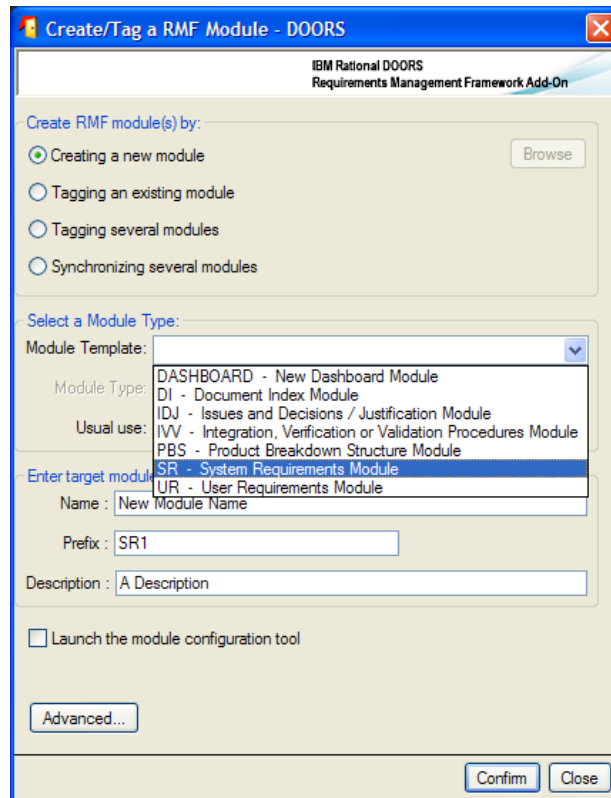 Create/Tag a RMF Module - DOORS
IBM Rational DOORS
Requirements Management Framework Add-On
Create RMF module(s) by:
Creating a new module
Browse
Tagging an existing module
Tagging several modules
Synchronizing several modules
Select a Module Type:
Module Template:
DASHBOARD - New Dashboard Module
Module Type:
DI - Document Index Module
IDJ - Issues and Decisions / Justification Module
Usual use:
IVV - Integration, Verification or Validation Procedures Module
PBS - Product Breakdown Structure Module
SR - System Requirements Module
Enter target module
UR - User Requirements Module
Name : New Module Name
Prefix : SR1
Description : A Description
Launch the module configuration tool
Advanced...
Confirm Close